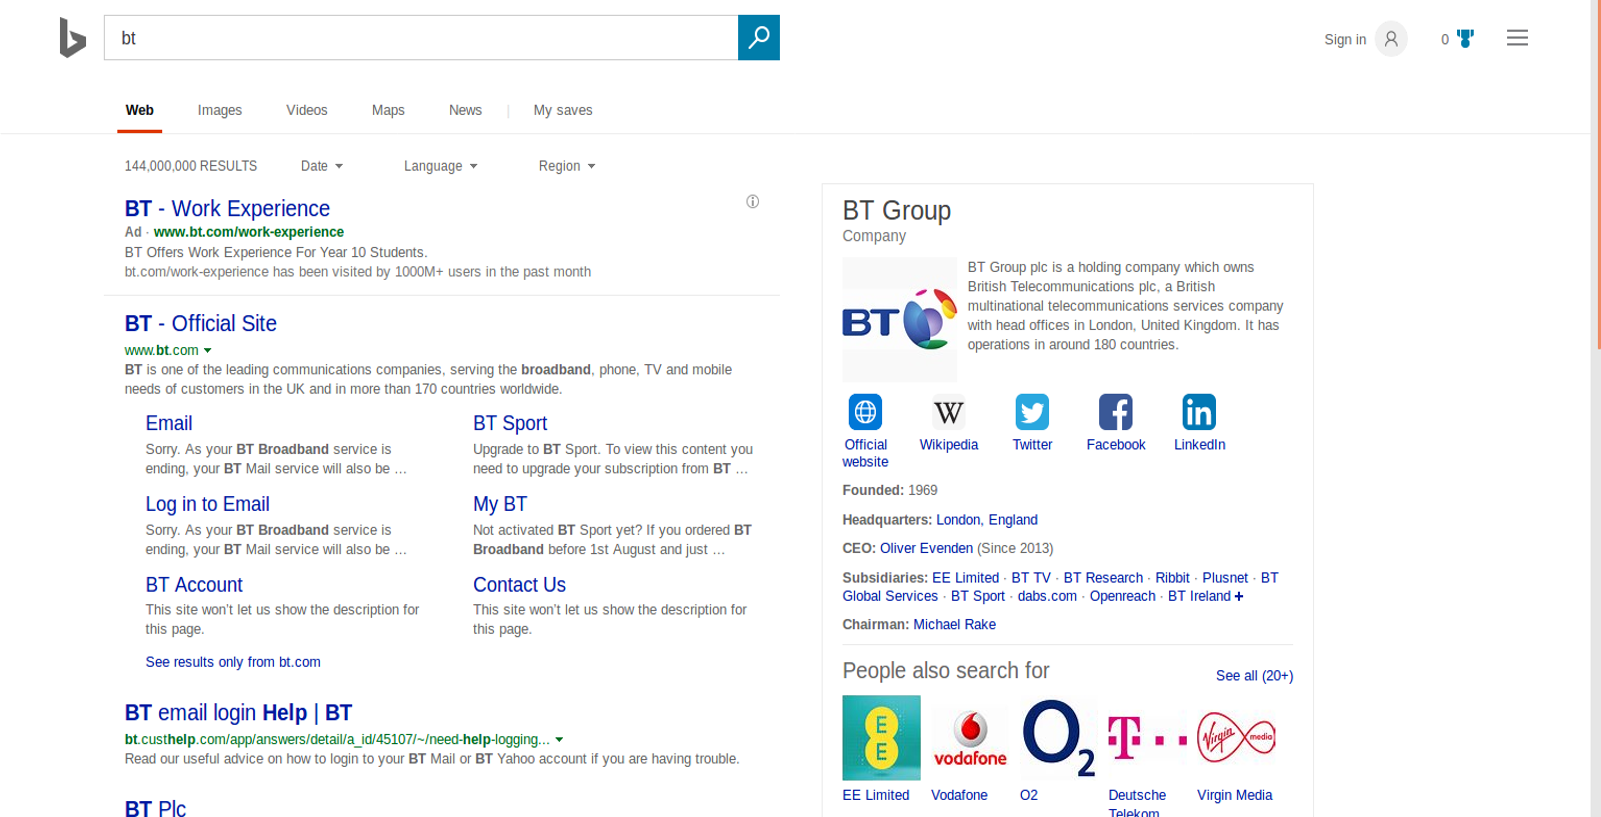 bt
Sign in
0
Web Images Videos Maps News | My saves
144,000,000 RESULTS Date Language Region
BT - Work Experience
Ad · www.bt.com/work-experience
BT Offers Work Experience For Year 10 Students.
bt.com/work-experience has been visited by 1000M+ users in the past month
BT - Official Site
www.bt.com
BT is one of the leading communications companies, serving the broadband, phone, TV and mobile
needs of customers in the UK and in more than 170 countries worldwide.
Email
Sorry. As your BT Broadband service is
ending, your BT Mail service will also be …
BT Sport
Upgrade to BT Sport. To view this content you
need to upgrade your subscription from BT …
Log in to Email
Sorry. As your BT Broadband service is
ending, your BT Mail service will also be …
My BT
Not activated BT Sport yet? If you ordered BT
Broadband before 1st August and just …
BT Account
This site won't let us show the description for
this page.
Contact Us
This site won't let us show the description for
this page.
See results only from bt.com
BT email login Help | BT
bt.custhelp.com/app/answers/detail/a_id/45107/~/need-help-logging...
Read our useful advice on how to login to your BT Mail or BT Yahoo account if you are having trouble.
BT Plc
BT Group
Company
BT
BT Group plc is a holding company which owns
British Telecommunications plc, a British
multinational telecommunications services company
with head offices in London, United Kingdom. It has
operations in around 180 countries.
W
in
Official
website
Wikipedia
Twitter
Facebook
LinkedIn
Founded: 1969
Headquarters: London, England
CEO: Oliver Evenden (Since 2013)
Subsidiaries: EE Limited · BT TV · BT Research · Ribbit · Plusnet · BT
Global Services · BT Sport · dabs.com · Openreach · BT Ireland +
Chairman: Michael Rake
People also search for
See all (20+)
EE
vodafone
O2
T
Virgin media
EE Limited
Vodafone
O2
Deutsche
Telekom
Virgin Media